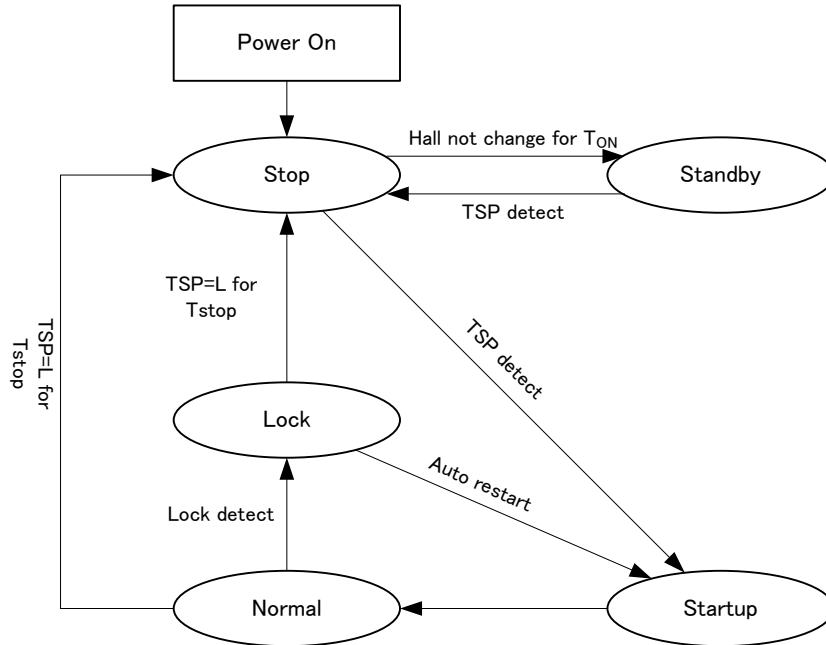 Power On
Hall not change for TON
Stop
Standby
TSP detect
TSP=L for
Tstop
TSP=L for
Tstop
TSP detect
Lock
Auto restart
Lock detect
Normal
Startup